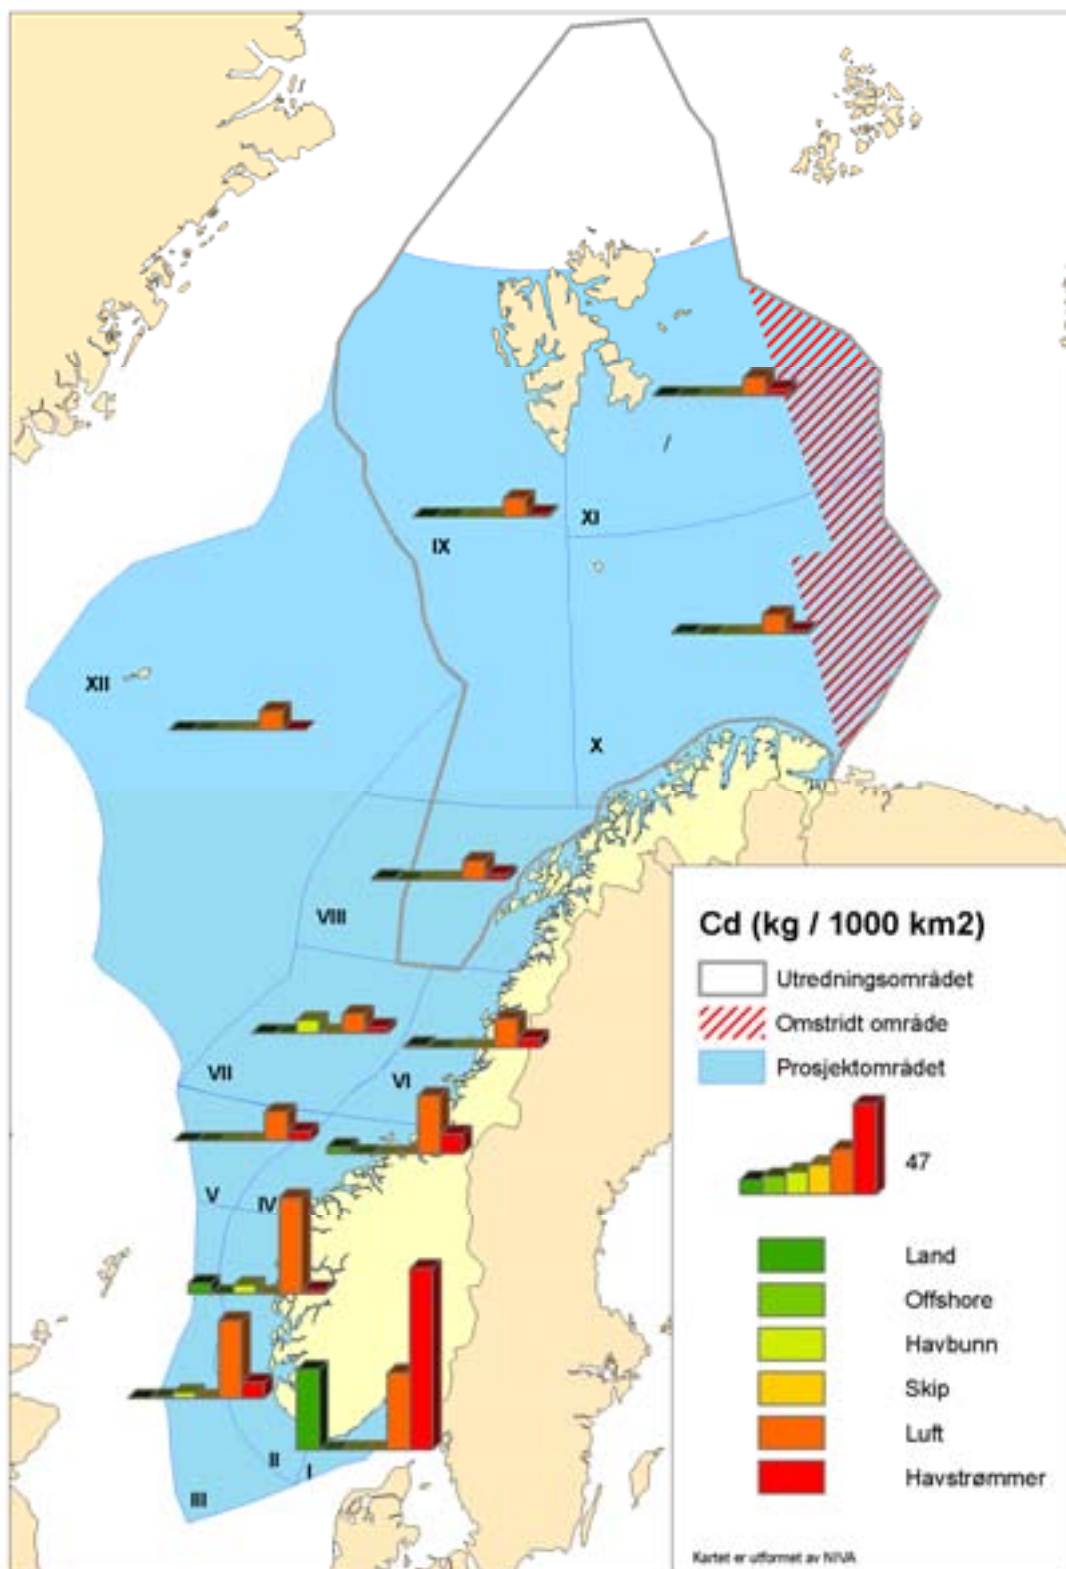 XI
IX
XII
X
VIII
VII
VI
V
IV
II
I
III
Cd (kg / 1000 km2)
Utredningsområdet
Omstridt område
Prosjektområdet
47
Land
Offshore
Havbunn
Skip
Luft
Havstrømmer
Kartet er utformet av NIVA